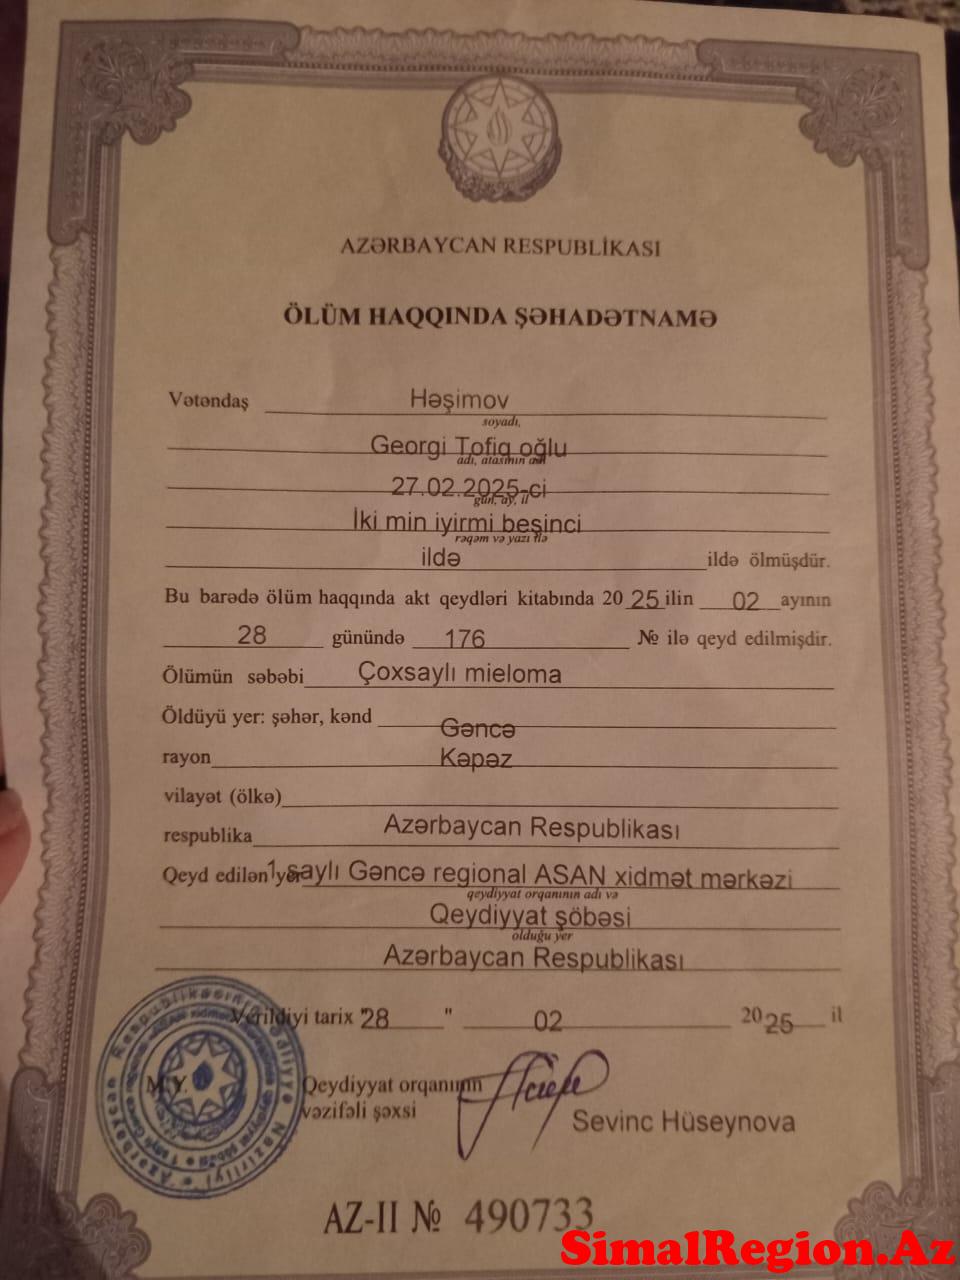 AZƏRBAYCAN RESPUBLİKASI
ÖLÜM HAQQINDA ŞƏHADƏTNAMƏ
Vətəndaş Həşimov
soyadı,
Georgi Tofiq oğlu
adı, atasının adı
27.02.2025-ci
gün, ay, il
İki min iyirmi beşinci
rəqəm və yazı ilə
ildə ildə ölmüşdür.
Bu barədə ölüm haqqında akt qeydləri kitabında 2025 ilin 02 ayının
28 günündə 176 № ilə qeyd edilmişdir.
Ölümün səbəbi Çoxsaylı mieloma
Öldüyü yer: şəhər, kənd Gəncə
rayon Kəpəz
vilayət (ölkə)
respublika Azərbaycan Respublikası
Qeyd edilən yer 1 saylı Gəncə regional ASAN xidmət mərkəzi
qeydiyyat orqanının adı və
Qeydiyyat şöbəsi
olduğu yer
Azərbaycan Respublikası
Verildiyi tarix "28 " 02 2025 il
M.Y. Qeydiyyat orqanının
vəzifəli şəxsi
Sevinc Hüseynova
AZ-II № 490733
SimalRegion.Az